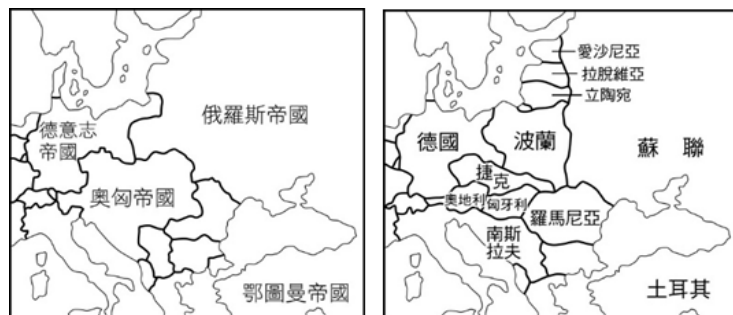 俄羅斯帝國
德意志
帝國
奧匈帝國
鄂圖曼帝國
愛沙尼亞
拉脫維亞
立陶宛
德國
波蘭
蘇聯
捷克
奧地利
匈牙利
羅馬尼亞
南斯
拉夫
土耳其